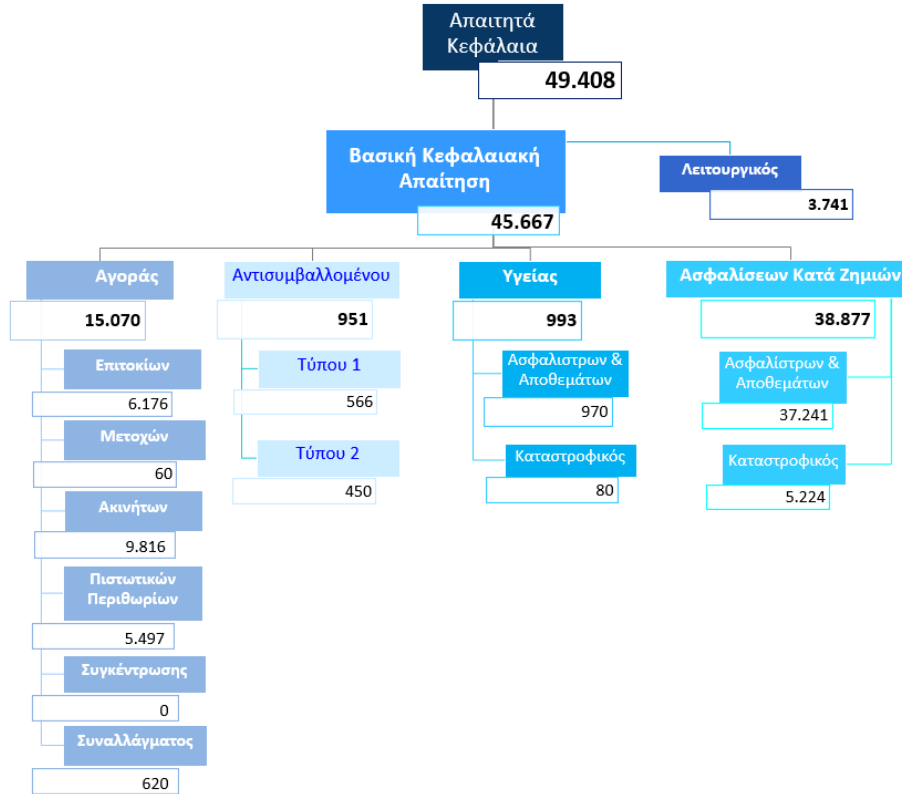 Απαιτητά
Κεφάλαια
49.408
Βασική Κεφαλαιακή
Απαίτηση
45.667
Λειτουργικός
3.741
Αγοράς
15.070
Επιτοκίων
6.176
Μετοχών
60
Ακινήτων
9.816
Πιστωτικών
Περιθωρίων
5.497
Συγκέντρωσης
0
Συναλλάγματος
620
Αντισυμβαλλομένου
951
Τύπου 1
566
Τύπου 2
450
Υγείας
993
Ασφαλιστρων &
Αποθεμάτων
970
Καταστροφικός
80
Ασφαλίσεων Κατά Ζημιών
38.877
Ασφαλίστρων &
Αποθεμάτων
37.241
Καταστροφικός
5.224